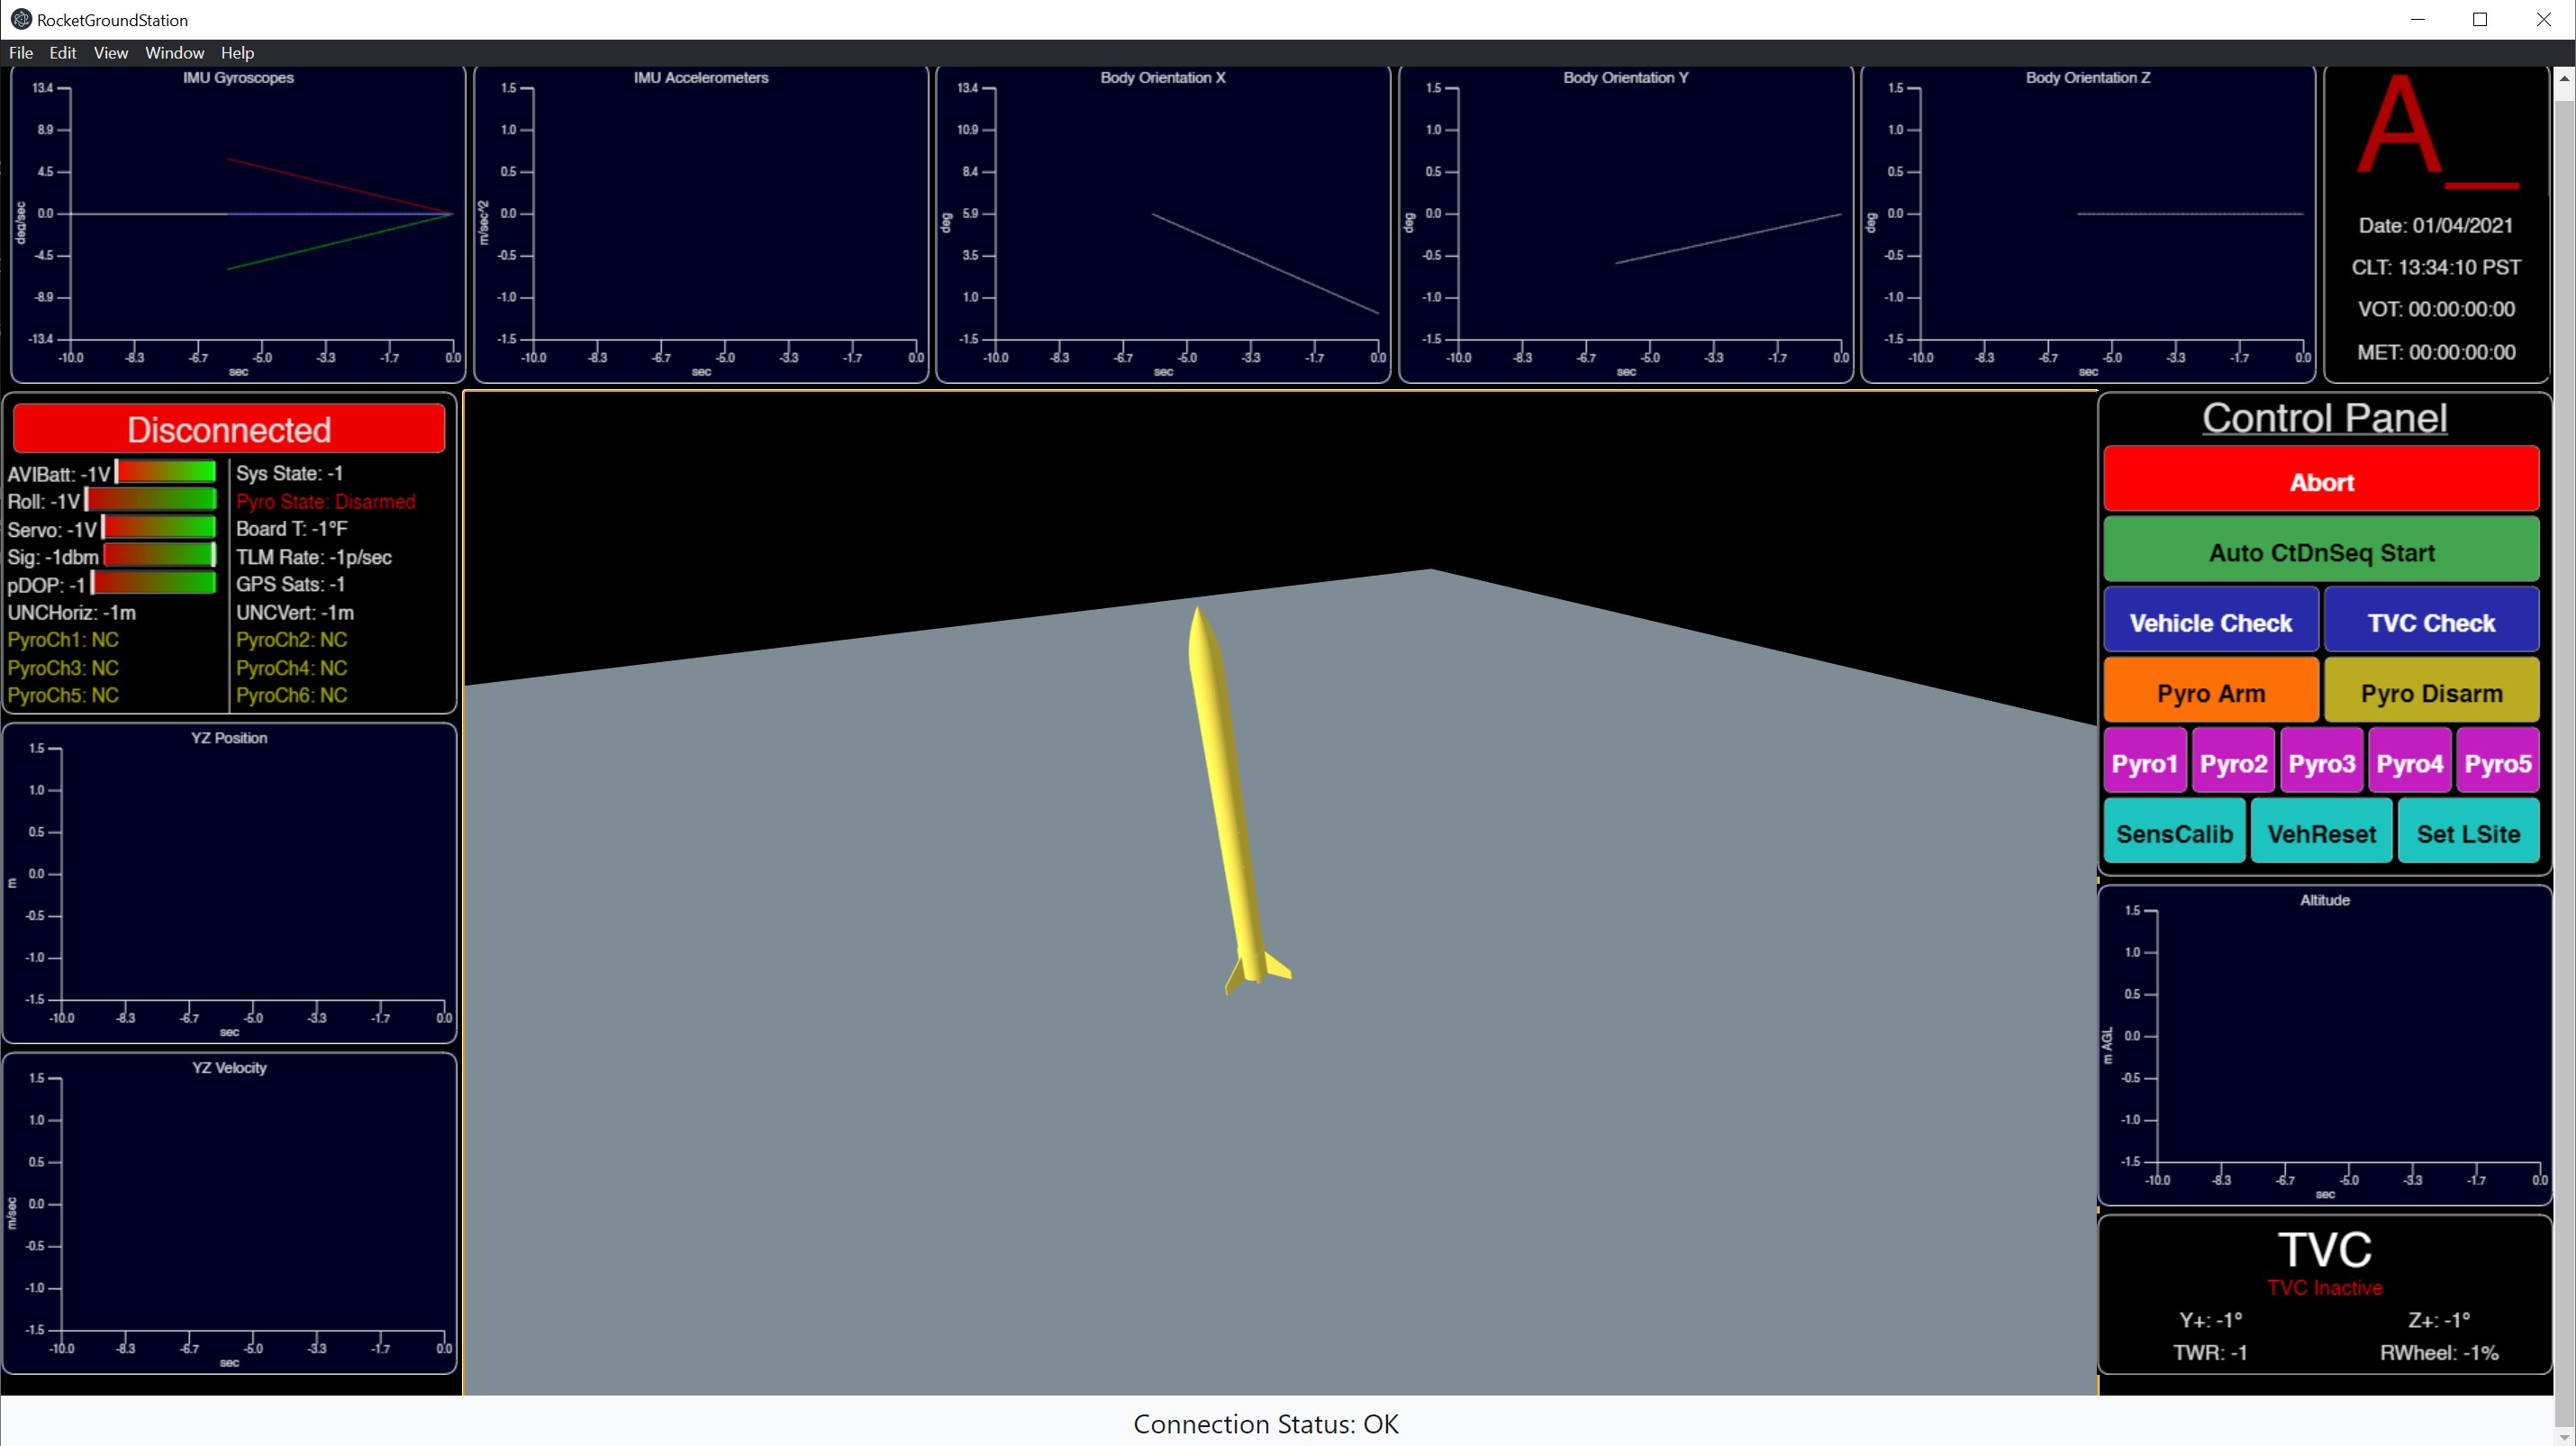 RocketGroundStation
File Edit View Window Help
IMU Gyroscopes
13.4
8.9
4.5
0.0
-4.5
-8.9
-13.4
deg/sec
-10.0 -8.3 -6.7 -5.0 -3.3 -1.7 0.0
sec
IMU Accelerometers
1.5
1.0
0.5
0.0
-0.5
-1.0
-1.5
m/sec^2
-10.0 -8.3 -6.7 -5.0 -3.3 -1.7 0.0
sec
Body Orientation X
13.4
10.9
8.4
5.9
3.5
1.0
-1.5
deg
-10.0 -8.3 -6.7 -5.0 -3.3 -1.7 0.0
sec
Body Orientation Y
1.5
1.0
0.5
0.0
-0.5
-1.0
-1.5
deg
-10.0 -8.3 -6.7 -5.0 -3.3 -1.7 0.0
sec
Body Orientation Z
1.5
1.0
0.5
0.0
-0.5
-1.0
-1.5
deg
-10.0 -8.3 -6.7 -5.0 -3.3 -1.7 0.0
sec
A_
Date: 01/04/2021
CLT: 13:34:10 PST
VOT: 00:00:00:00
MET: 00:00:00:00
Disconnected
AVIBatt: -1V Sys State: -1
Roll: -1V Pyro State: Disarmed
Servo: -1V Board T: -1°F
Sig: -1dbm TLM Rate: -1p/sec
pDOP: -1 GPS Sats: -1
UNCHoriz: -1m UNCVert: -1m
PyroCh1: NC PyroCh2: NC
PyroCh3: NC PyroCh4: NC
PyroCh5: NC PyroCh6: NC
YZ Position
1.5
1.0
0.5
0.0
-0.5
-1.0
-1.5
m
-10.0 -8.3 -6.7 -5.0 -3.3 -1.7 0.0
sec
YZ Velocity
1.5
1.0
0.5
0.0
-0.5
-1.0
-1.5
m/sec
-10.0 -8.3 -6.7 -5.0 -3.3 -1.7 0.0
sec
Control Panel
Abort
Auto CtDnSeq Start
Vehicle Check TVC Check
Pyro Arm Pyro Disarm
Pyro1 Pyro2 Pyro3 Pyro4 Pyro5
SensCalib VehReset Set LSite
Altitude
1.5
1.0
0.5
0.0
-0.5
-1.0
-1.5
m AGL
-10.0 -8.3 -6.7 -5.0 -3.3 -1.7 0.0
sec
TVC
TVC Inactive
Y+: -1° Z+: -1°
TWR: -1 RWheel: -1%
Connection Status: OK